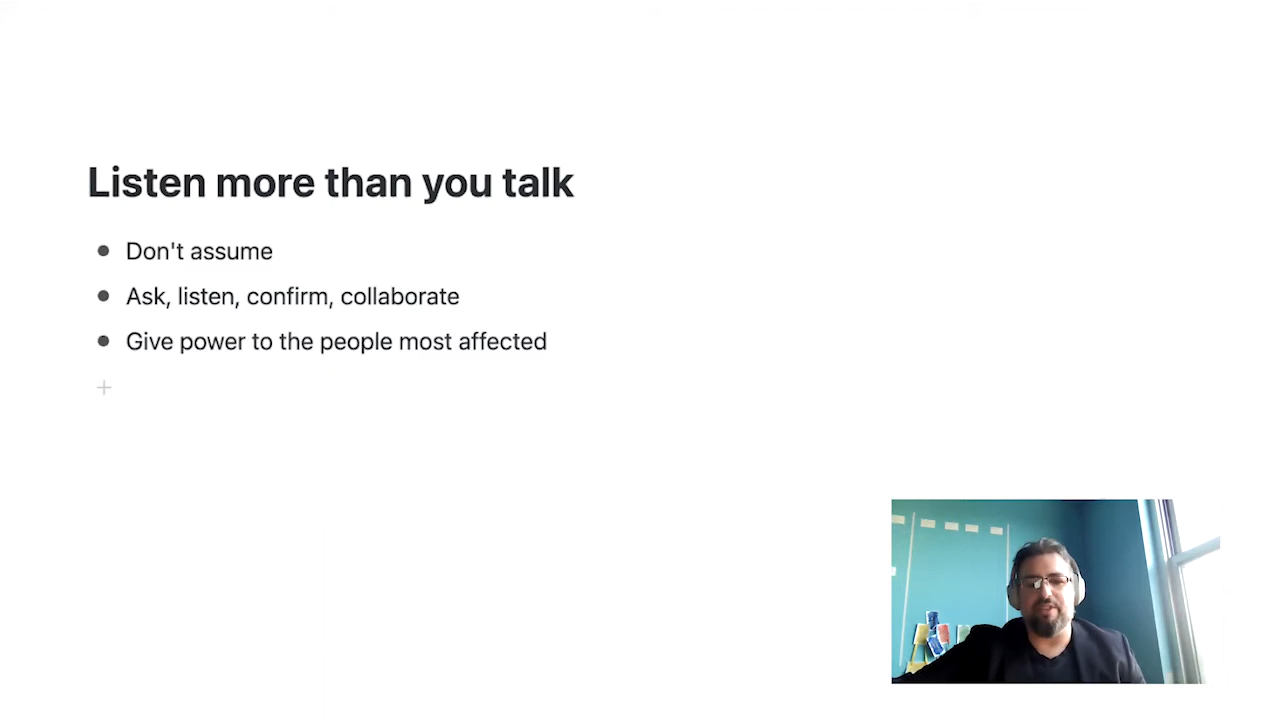 Listen more than you talk
Don't assume
Ask, listen, confirm, collaborate
Give power to the people most affected